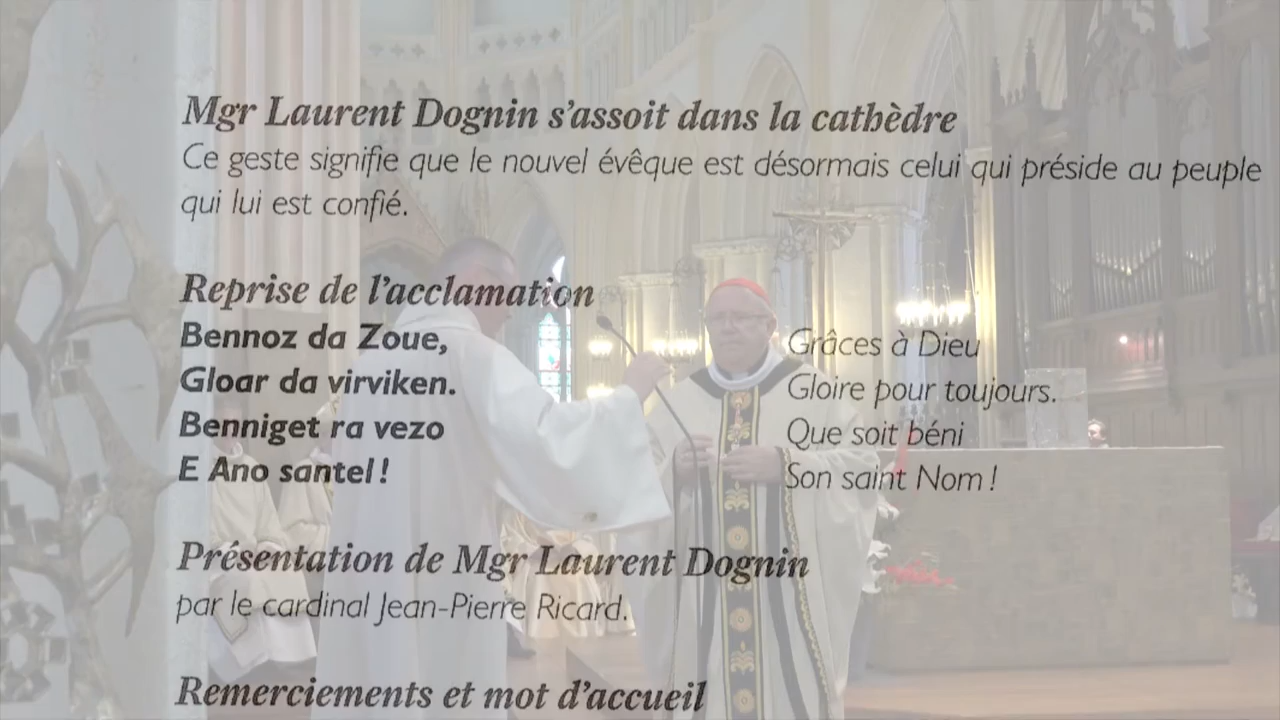 Mgr Laurent Dognin s'assoit dans la cathèdre
Ce geste signifie que le nouvel évêque est désormais celui qui préside au peuple
qui lui est confié.
Reprise de l'acclamation
Bennoz da Zoue,
Gloar da virviken.
Benniget ra vezo
E Ano santel !
Grâces à Dieu
Gloire pour toujours.
Que soit béni
Son saint Nom !
Présentation de Mgr Laurent Dognin
par le cardinal Jean-Pierre Ricard.
Remerciements et mot d'accueil